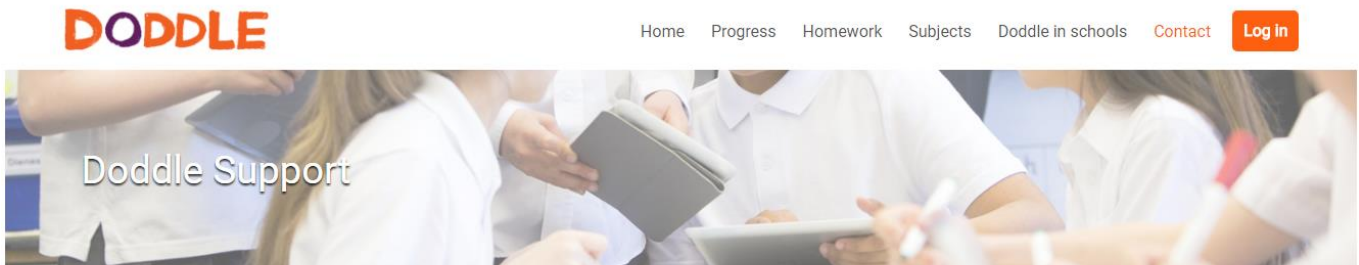 DODDLE
Home Progress Homework Subjects Doddle in schools Contact Log in
Doddle Support